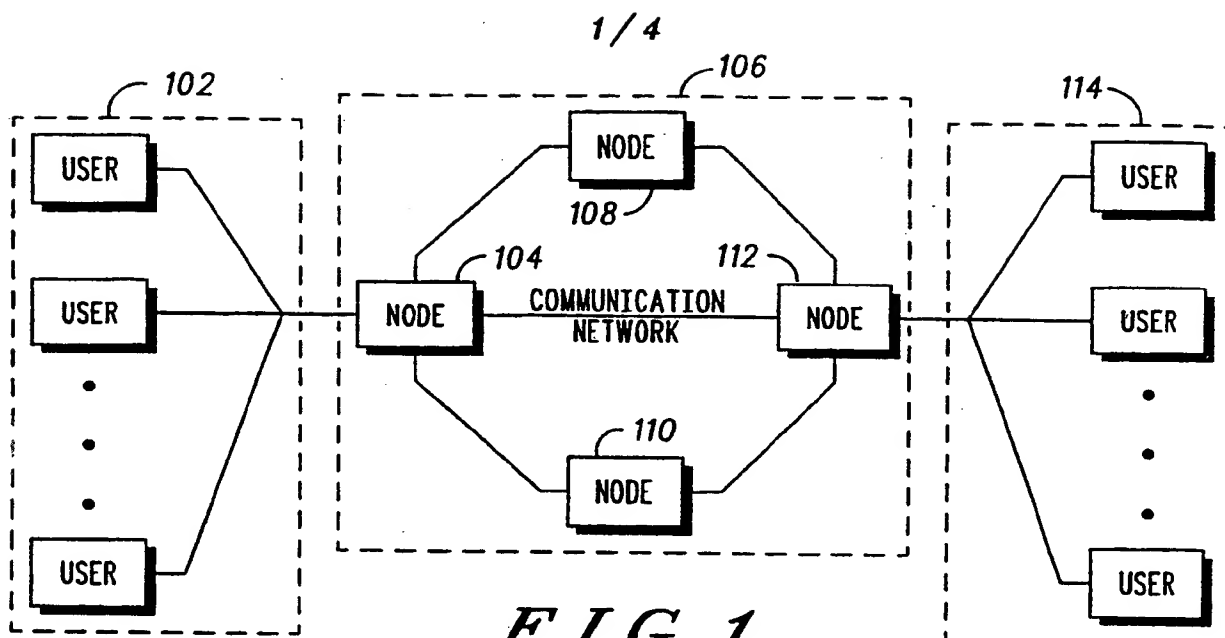 1/4
102
106
114
USER
NODE
108
USER
USER
104
NODE
COMMUNICATION
NETWORK
112
NODE
USER
110
NODE
USER
USER
FIG.1